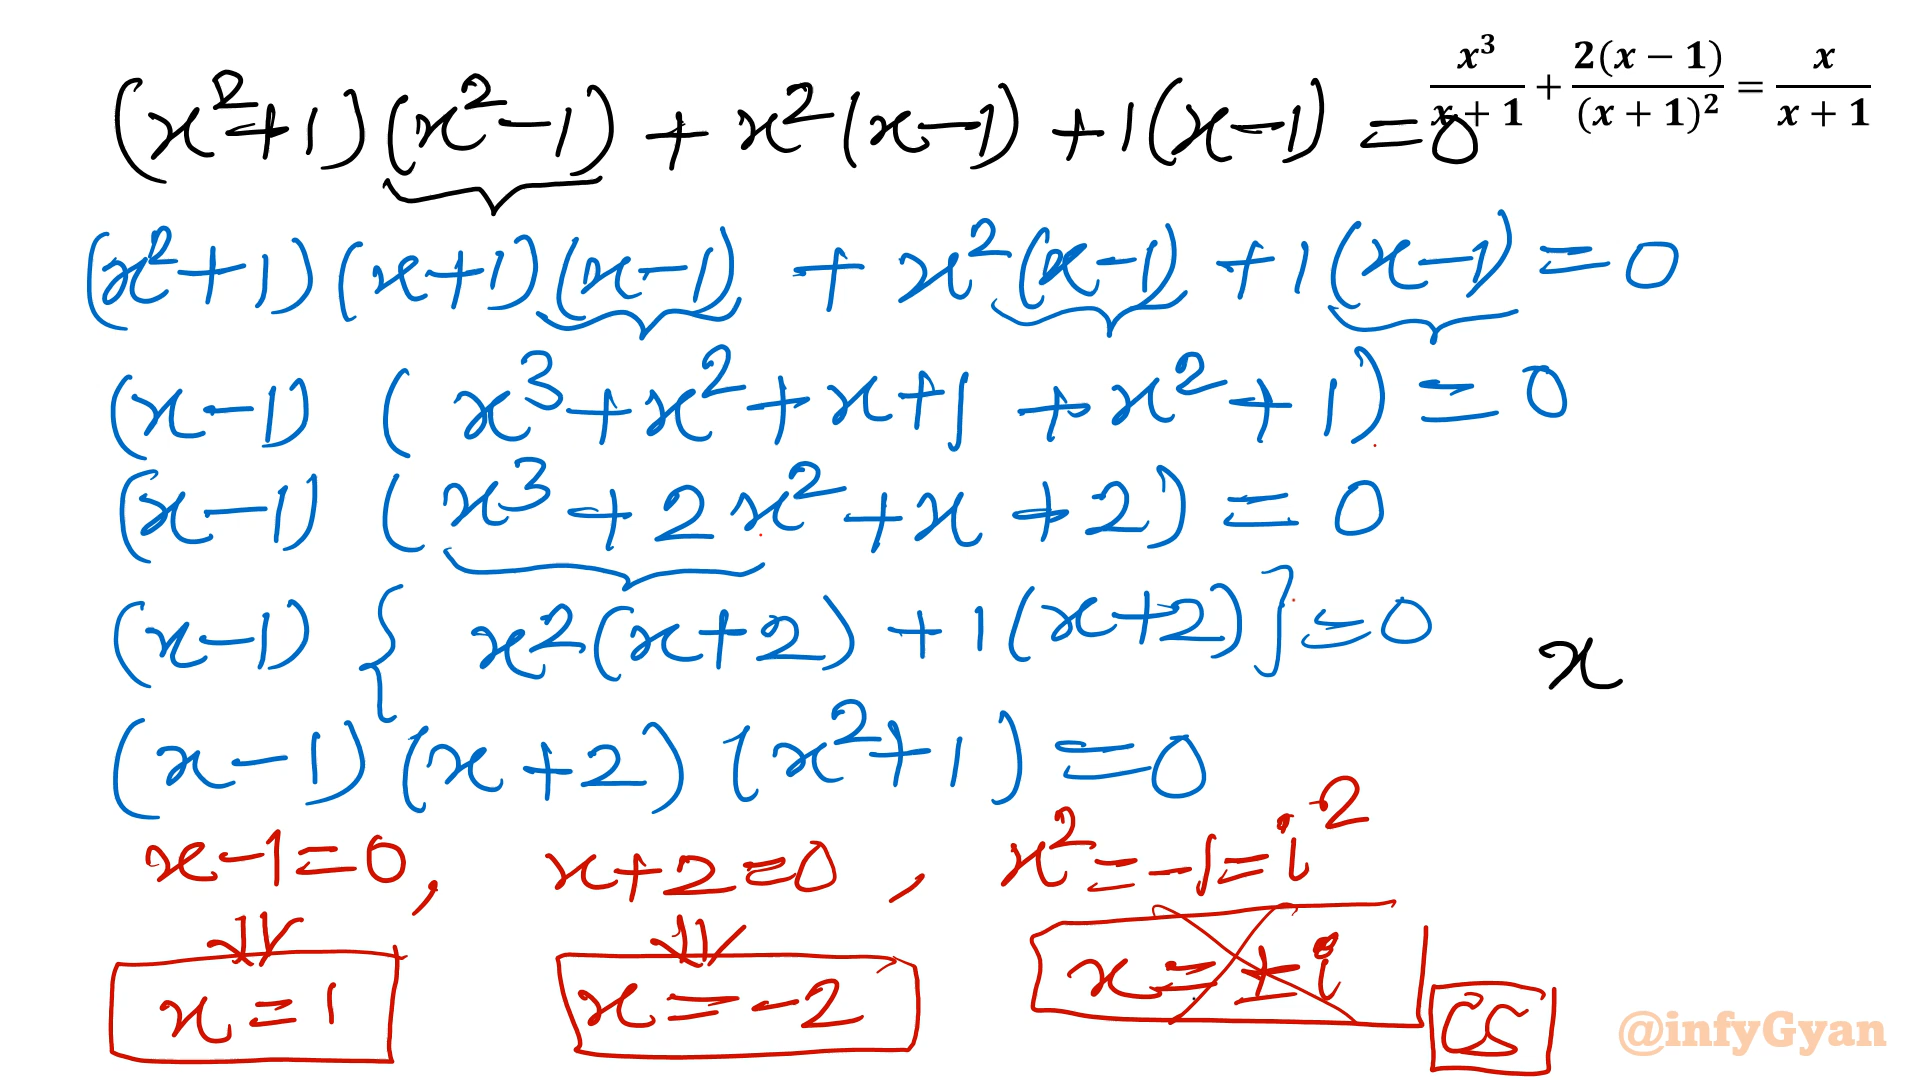 x³/(x + 1) + 2(x − 1)/(x + 1)² = x/(x + 1)
(x²+1)(x²−1) + x²(x−1) + 1(x−1) = 0
(x²+1)(x+1)(x−1) + x²(x−1) + 1(x−1) = 0
(x−1) (x³+x²+x+1 + x²+1) = 0
(x−1) (x³+2x²+x+2) = 0
(x−1) { x²(x+2) + 1(x+2)] = 0
x
(x−1)(x+2)(x²+1) = 0
x−1=0, x+2=0, x²=−1=i²
x=1 x=−2 x=±i
CS
@infyGyan